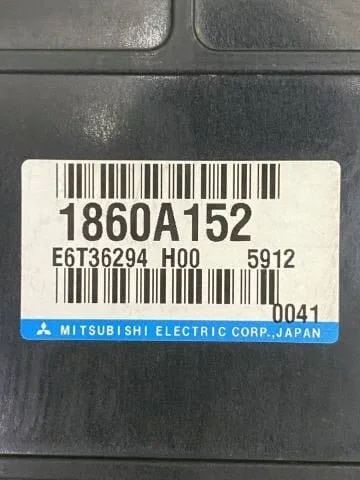 1860A152
E6T36294 H00 5912
0041
MITSUBISHI ELECTRIC CORP., JAPAN